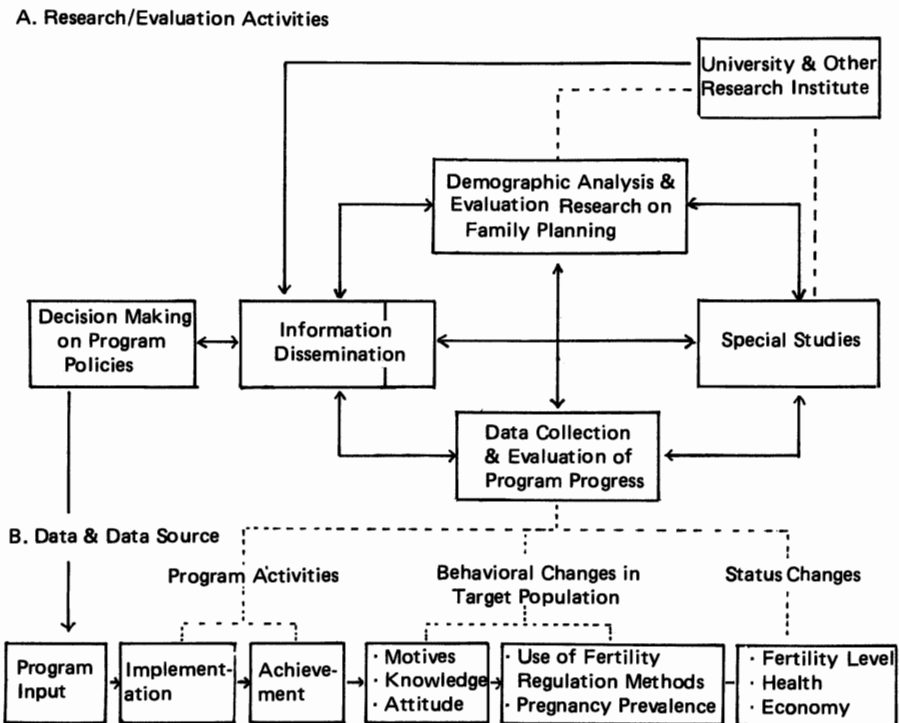 A. Research/Evaluation Activities
University & Other
Research Institute
Demographic Analysis &
Evaluation Research on
Family Planning
Decision Making
on Program
Policies
Information
Dissemination
Special Studies
Data Collection
& Evaluation of
Program Progress
B. Data & Data Source
Program Activities
Behavioral Changes in
Target Population
Status Changes
Program
Input
Implement-
ation
Achieve-
ment
· Motives
· Knowledge
· Attitude
· Use of Fertility
Regulation Methods
· Pregnancy Prevalence
· Fertility Level
· Health
· Economy